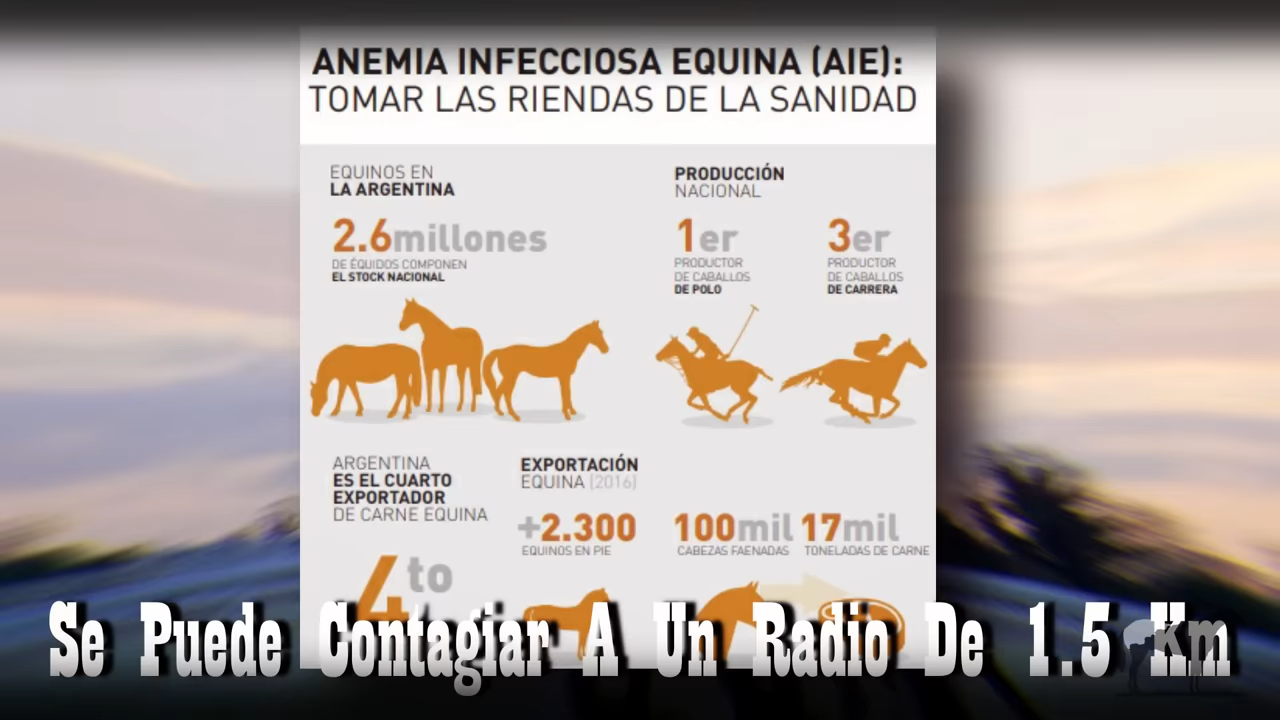 ANEMIA INFECCIOSA EQUINA (AIE):
TOMAR LAS RIENDAS DE LA SANIDAD
EQUINOS EN
LA ARGENTINA
2.6millones
DE ÉQUIDOS COMPONEN
EL STOCK NACIONAL
PRODUCCIÓN
NACIONAL
1er
PRODUCTOR
DE CABALLOS
DE POLO
3er
PRODUCTOR
DE CABALLOS
DE CARRERA
ARGENTINA
ES EL CUARTO
EXPORTADOR
DE CARNE EQUINA
4to
EXPORTACIÓN
EQUINA (2016)
+2.300
EQUINOS EN PIE
100mil
CABEZAS FAENADAS
17mil
TONELADAS DE CARNE
Se Puede Contagiar A Un Radio De 1.5 Km